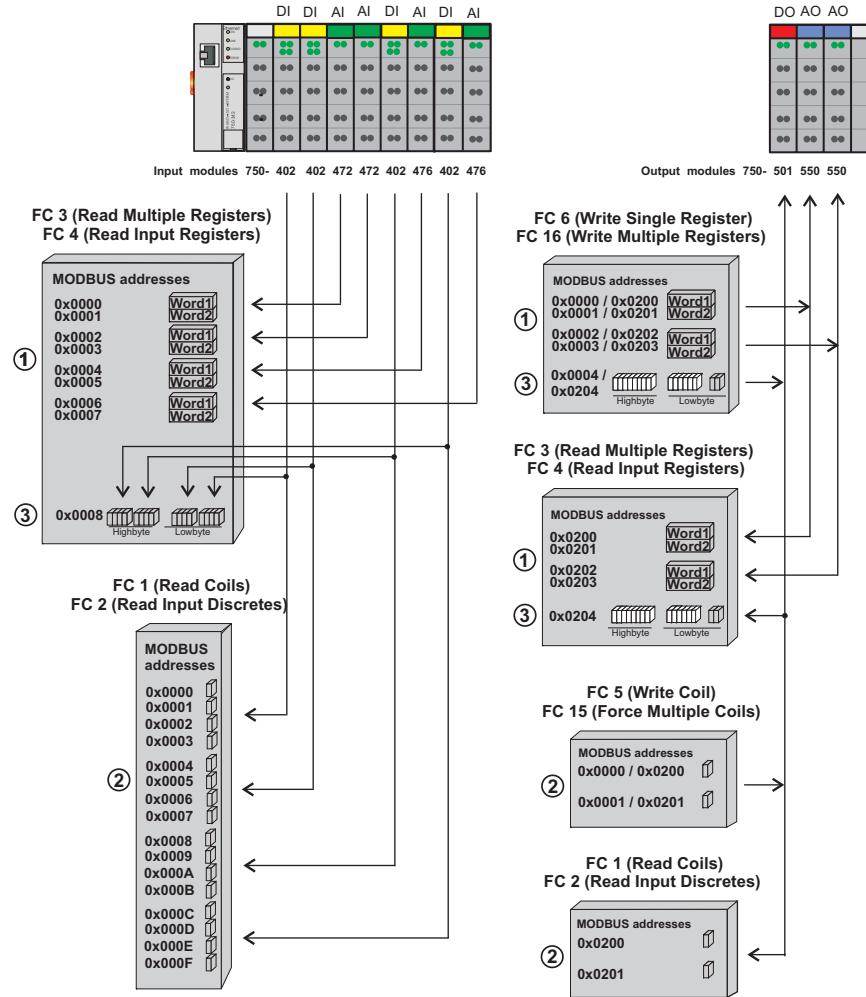 DI DI AI AI DI AI DI AI
Input modules 750- 402 402 472 472 402 476 402 476
FC 3 (Read Multiple Registers)
FC 4 (Read Input Registers)
MODBUS addresses
0x0000 Word1
0x0001 Word2
0x0002 Word1
0x0003 Word2
1
0x0004 Word1
0x0005 Word2
0x0006 Word1
0x0007 Word2
3 0x0008
Highbyte Lowbyte
FC 1 (Read Coils)
FC 2 (Read Input Discretes)
MODBUS
addresses
0x0000
0x0001
0x0002
0x0003
0x0004
2 0x0005
0x0006
0x0007
0x0008
0x0009
0x000A
0x000B
0x000C
0x000D
0x000E
0x000F
DO AO AO
Output modules 750- 501 550 550
FC 6 (Write Single Register)
FC 16 (Write Multiple Registers)
MODBUS addresses
0x0000 / 0x0200 Word1
1 0x0001 / 0x0201 Word2
0x0002 / 0x0202 Word1
0x0003 / 0x0203 Word2
3 0x0004 /
0x0204
Highbyte Lowbyte
FC 3 (Read Multiple Registers)
FC 4 (Read Input Registers)
MODBUS addresses
0x0200 Word1
0x0201 Word2
1
0x0202 Word1
0x0203 Word2
3 0x0204
Highbyte Lowbyte
FC 5 (Write Coil)
FC 15 (Force Multiple Coils)
MODBUS addresses
0x0000 / 0x0200
2
0x0001 / 0x0201
FC 1 (Read Coils)
FC 2 (Read Input Discretes)
MODBUS addresses
0x0200
2
0x0201